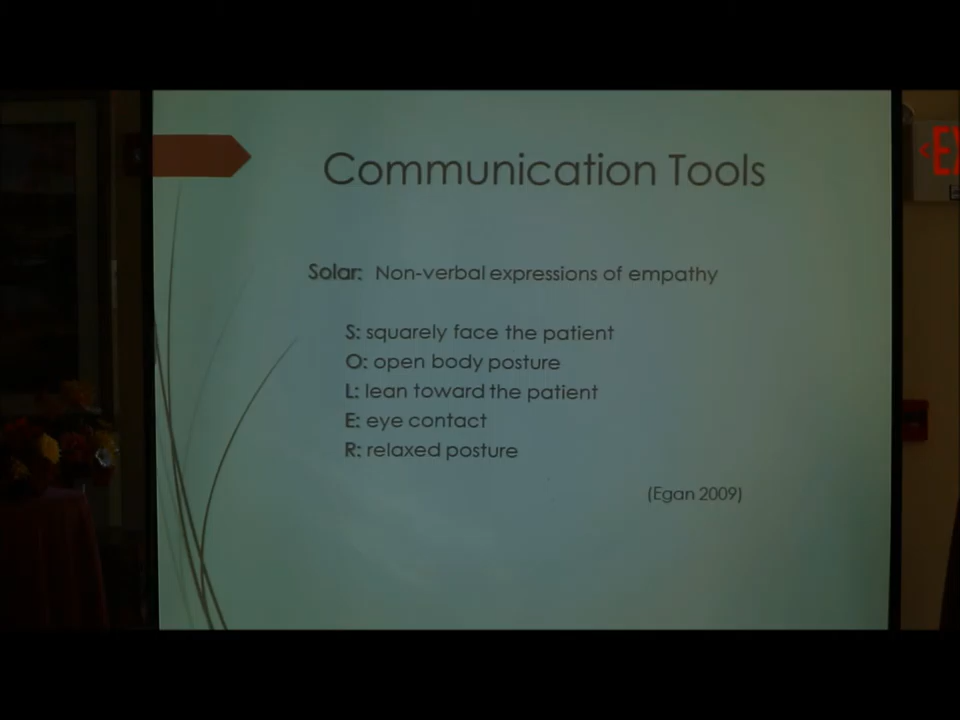 Communication Tools
Solar: Non-verbal expressions of empathy
S: squarely face the patient
O: open body posture
L: lean toward the patient
E: eye contact
R: relaxed posture
(Egan 2009)